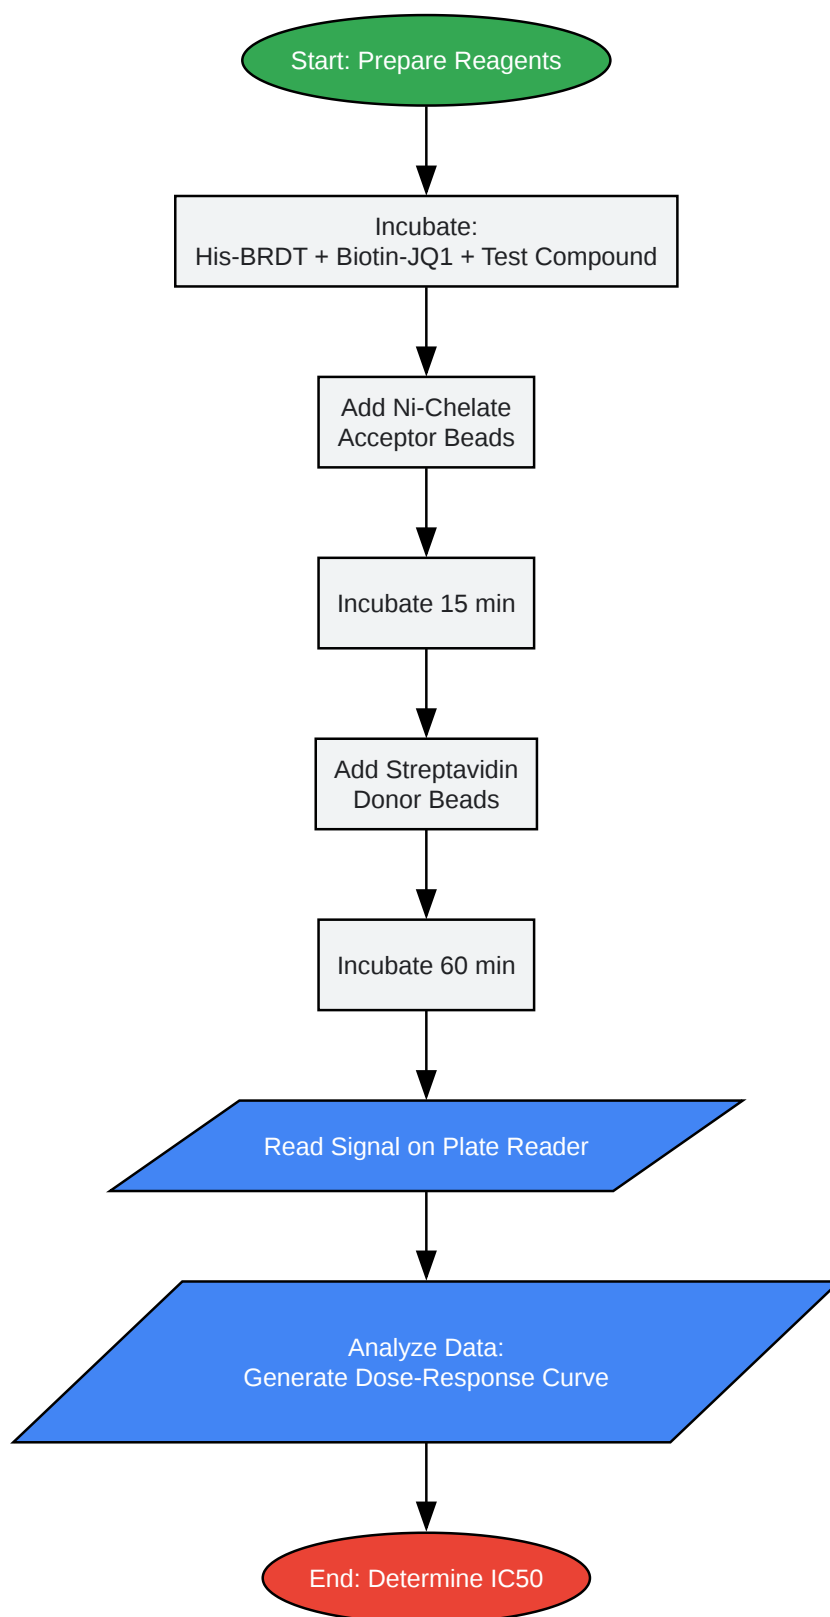 Start: Prepare Reagents
Incubate:
His-BRDT + Biotin-JQ1 + Test Compound
Add Ni-Chelate
Acceptor Beads
Incubate 15 min
Add Streptavidin
Donor Beads
Incubate 60 min
Read Signal on Plate Reader
Analyze Data:
Generate Dose-Response Curve
End: Determine IC50